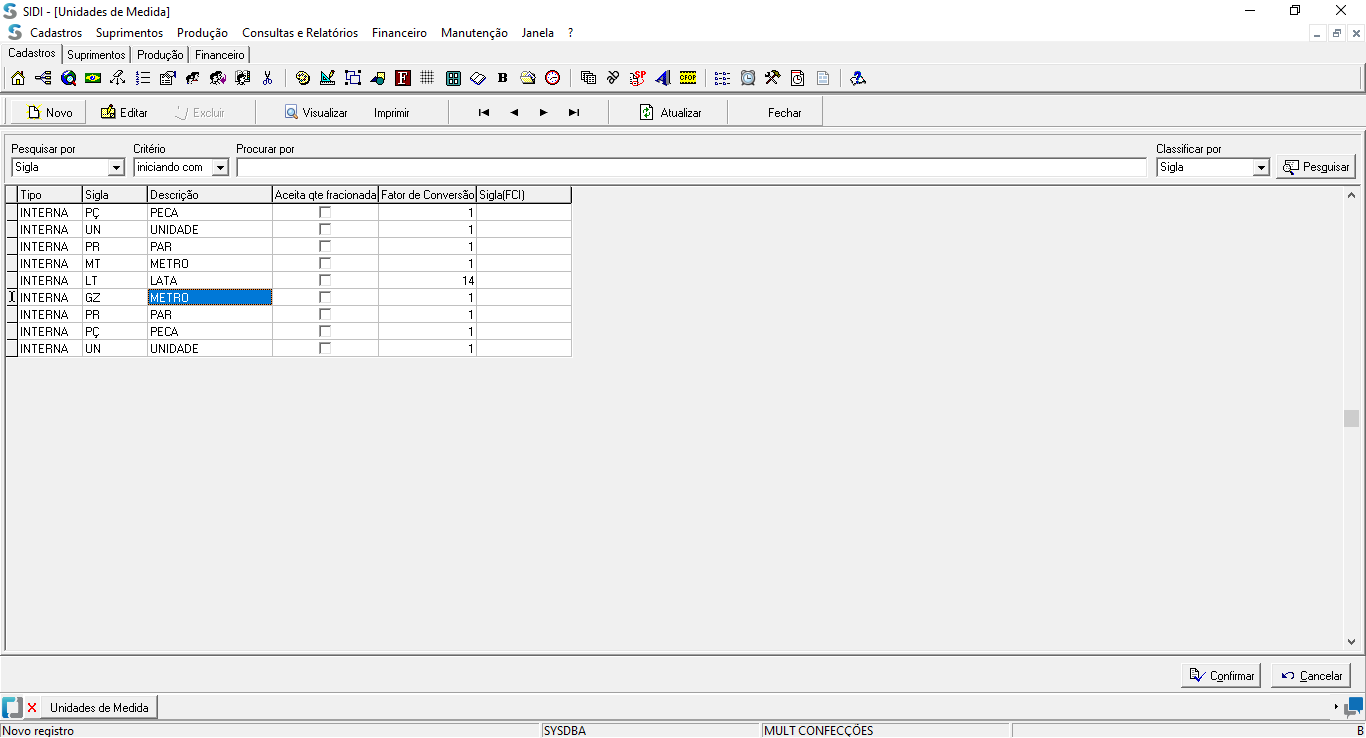 SIDI - [Unidades de Medida]
Cadastros Suprimentos Produção Consultas e Relatórios Financeiro Manutenção Janela ?
Cadastros Suprimentos Produção Financeiro
F B SP CFOP
Novo Editar Excluir Visualizar Imprimir Atualizar Fechar
Pesquisar por Critério Procurar por Classificar por
Sigla iniciando com Sigla Pesquisar
Tipo Sigla Descrição Aceita qte fracionada Fator de Conversão Sigla(FCI)
INTERNA PÇ PECA 1
INTERNA UN UNIDADE 1
INTERNA PR PAR 1
INTERNA MT METRO 1
INTERNA LT LATA 14
INTERNA GZ METRO 1
INTERNA PR PAR 1
INTERNA PÇ PECA 1
INTERNA UN UNIDADE 1
Confirmar Cancelar
Unidades de Medida
Novo registro SYSDBA MULT CONFECÇÕES B